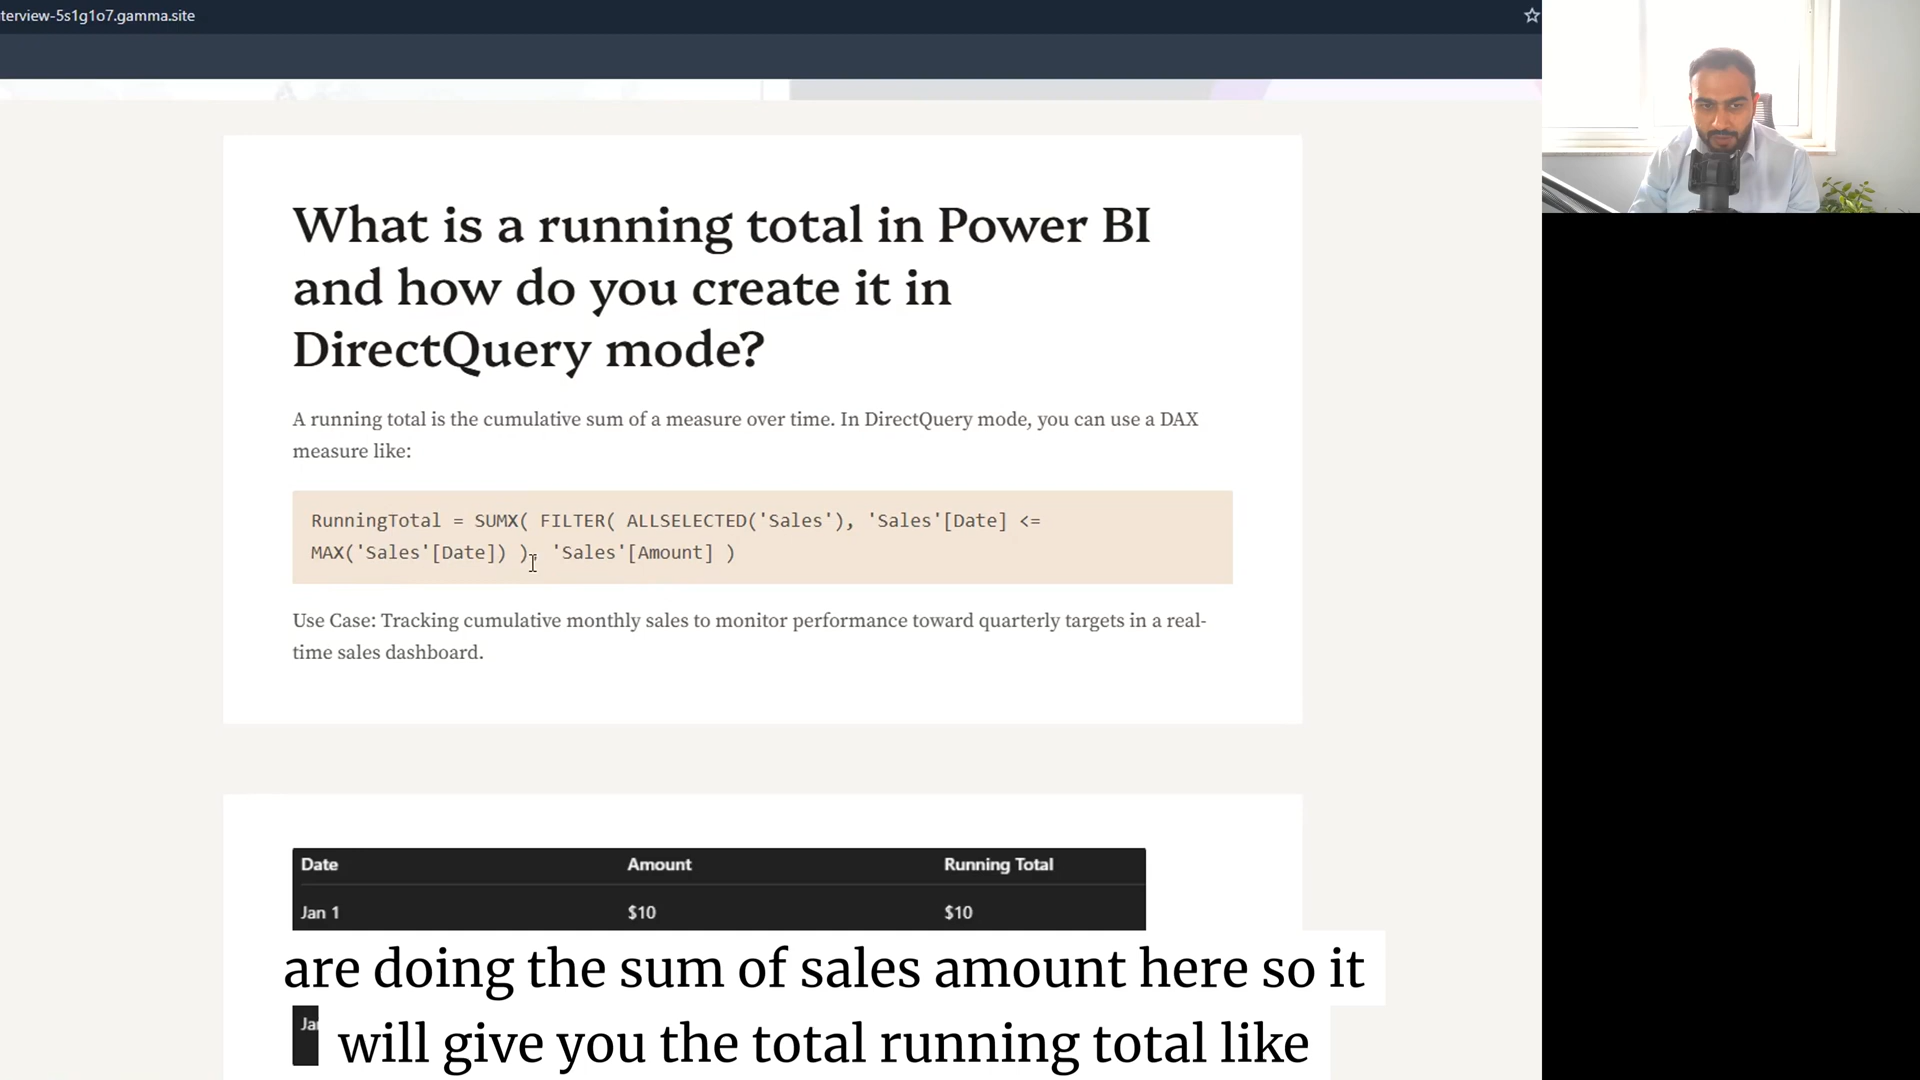 terview-5s1g1o7.gamma.site
What is a running total in Power BI
and how do you create it in
DirectQuery mode?
A running total is the cumulative sum of a measure over time. In DirectQuery mode, you can use a DAX
measure like:
RunningTotal = SUMX( FILTER( ALLSELECTED('Sales'), 'Sales'[Date] <=
MAX('Sales'[Date]) ), 'Sales'[Amount] )
Use Case: Tracking cumulative monthly sales to monitor performance toward quarterly targets in a real-
time sales dashboard.
Date Amount Running Total
Jan 1 $10 $10
are doing the sum of sales amount here so it
will give you the total running total like